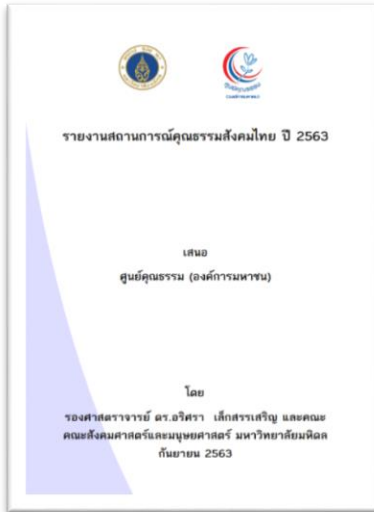 รายงานสถานการณ์คุณธรรมสังคมไทย ปี 2563
เสนอ
ศูนย์คุณธรรม (องค์การมหาชน)
โดย
รองศาสตราจารย์ ดร.อริศรา เล็กสรรเสริญ และคณะ
คณะสังคมศาสตร์และมนุษยศาสตร์ มหาวิทยาลัยมหิดล
กันยายน 2563